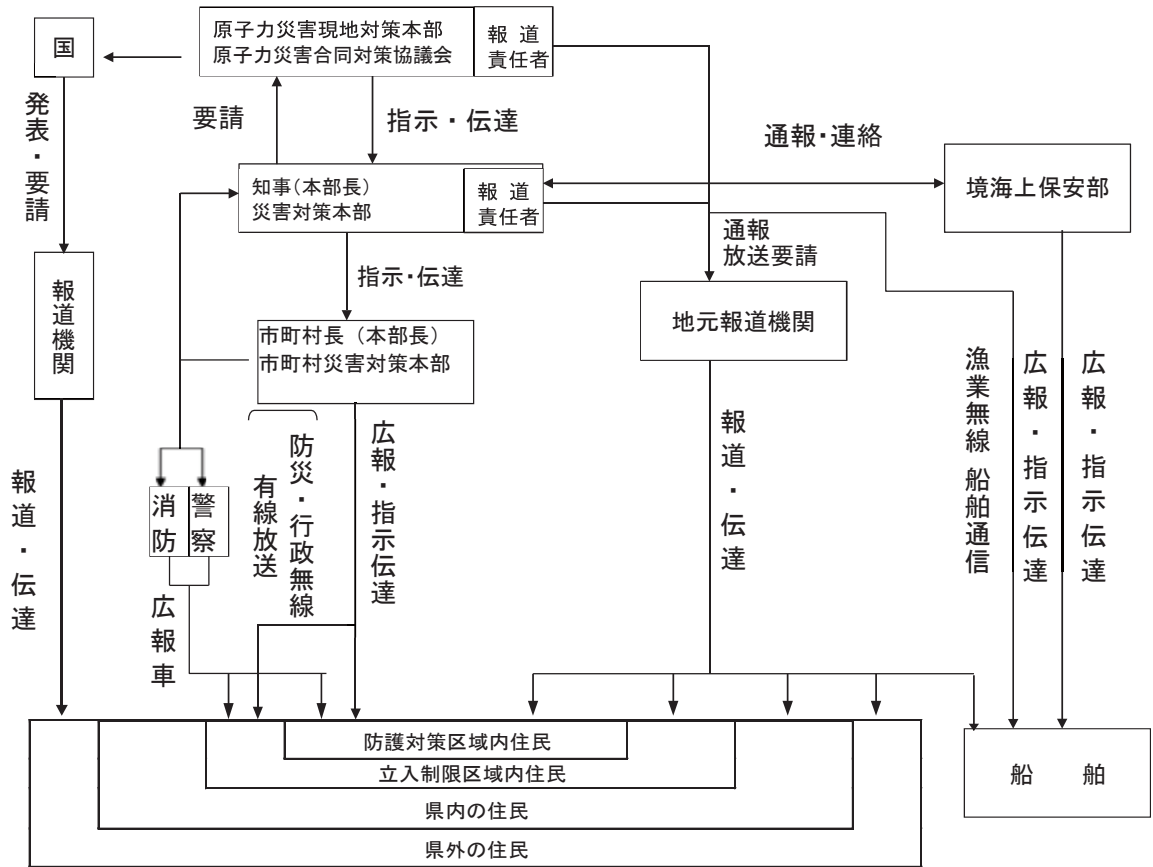 国
原子力災害現地対策本部
原子力災害合同対策協議会
報 道
責任者
発表・要請
要請
指示・伝達
通報・連絡
知事(本部長)
災害対策本部
報 道
責任者
境海上保安部
通報
放送要請
指示・伝達
報道機関
市町村長(本部長)
市町村災害対策本部
地元報道機関
消防
警察
有線放送
防災・行政無線
広報・指示伝達
報道・伝達
漁業無線 船舶通信
広報・指示伝達
広報・指示伝達
報道・伝達
広報車
防護対策区域内住民
立入制限区域内住民
県内の住民
県外の住民
船 舶